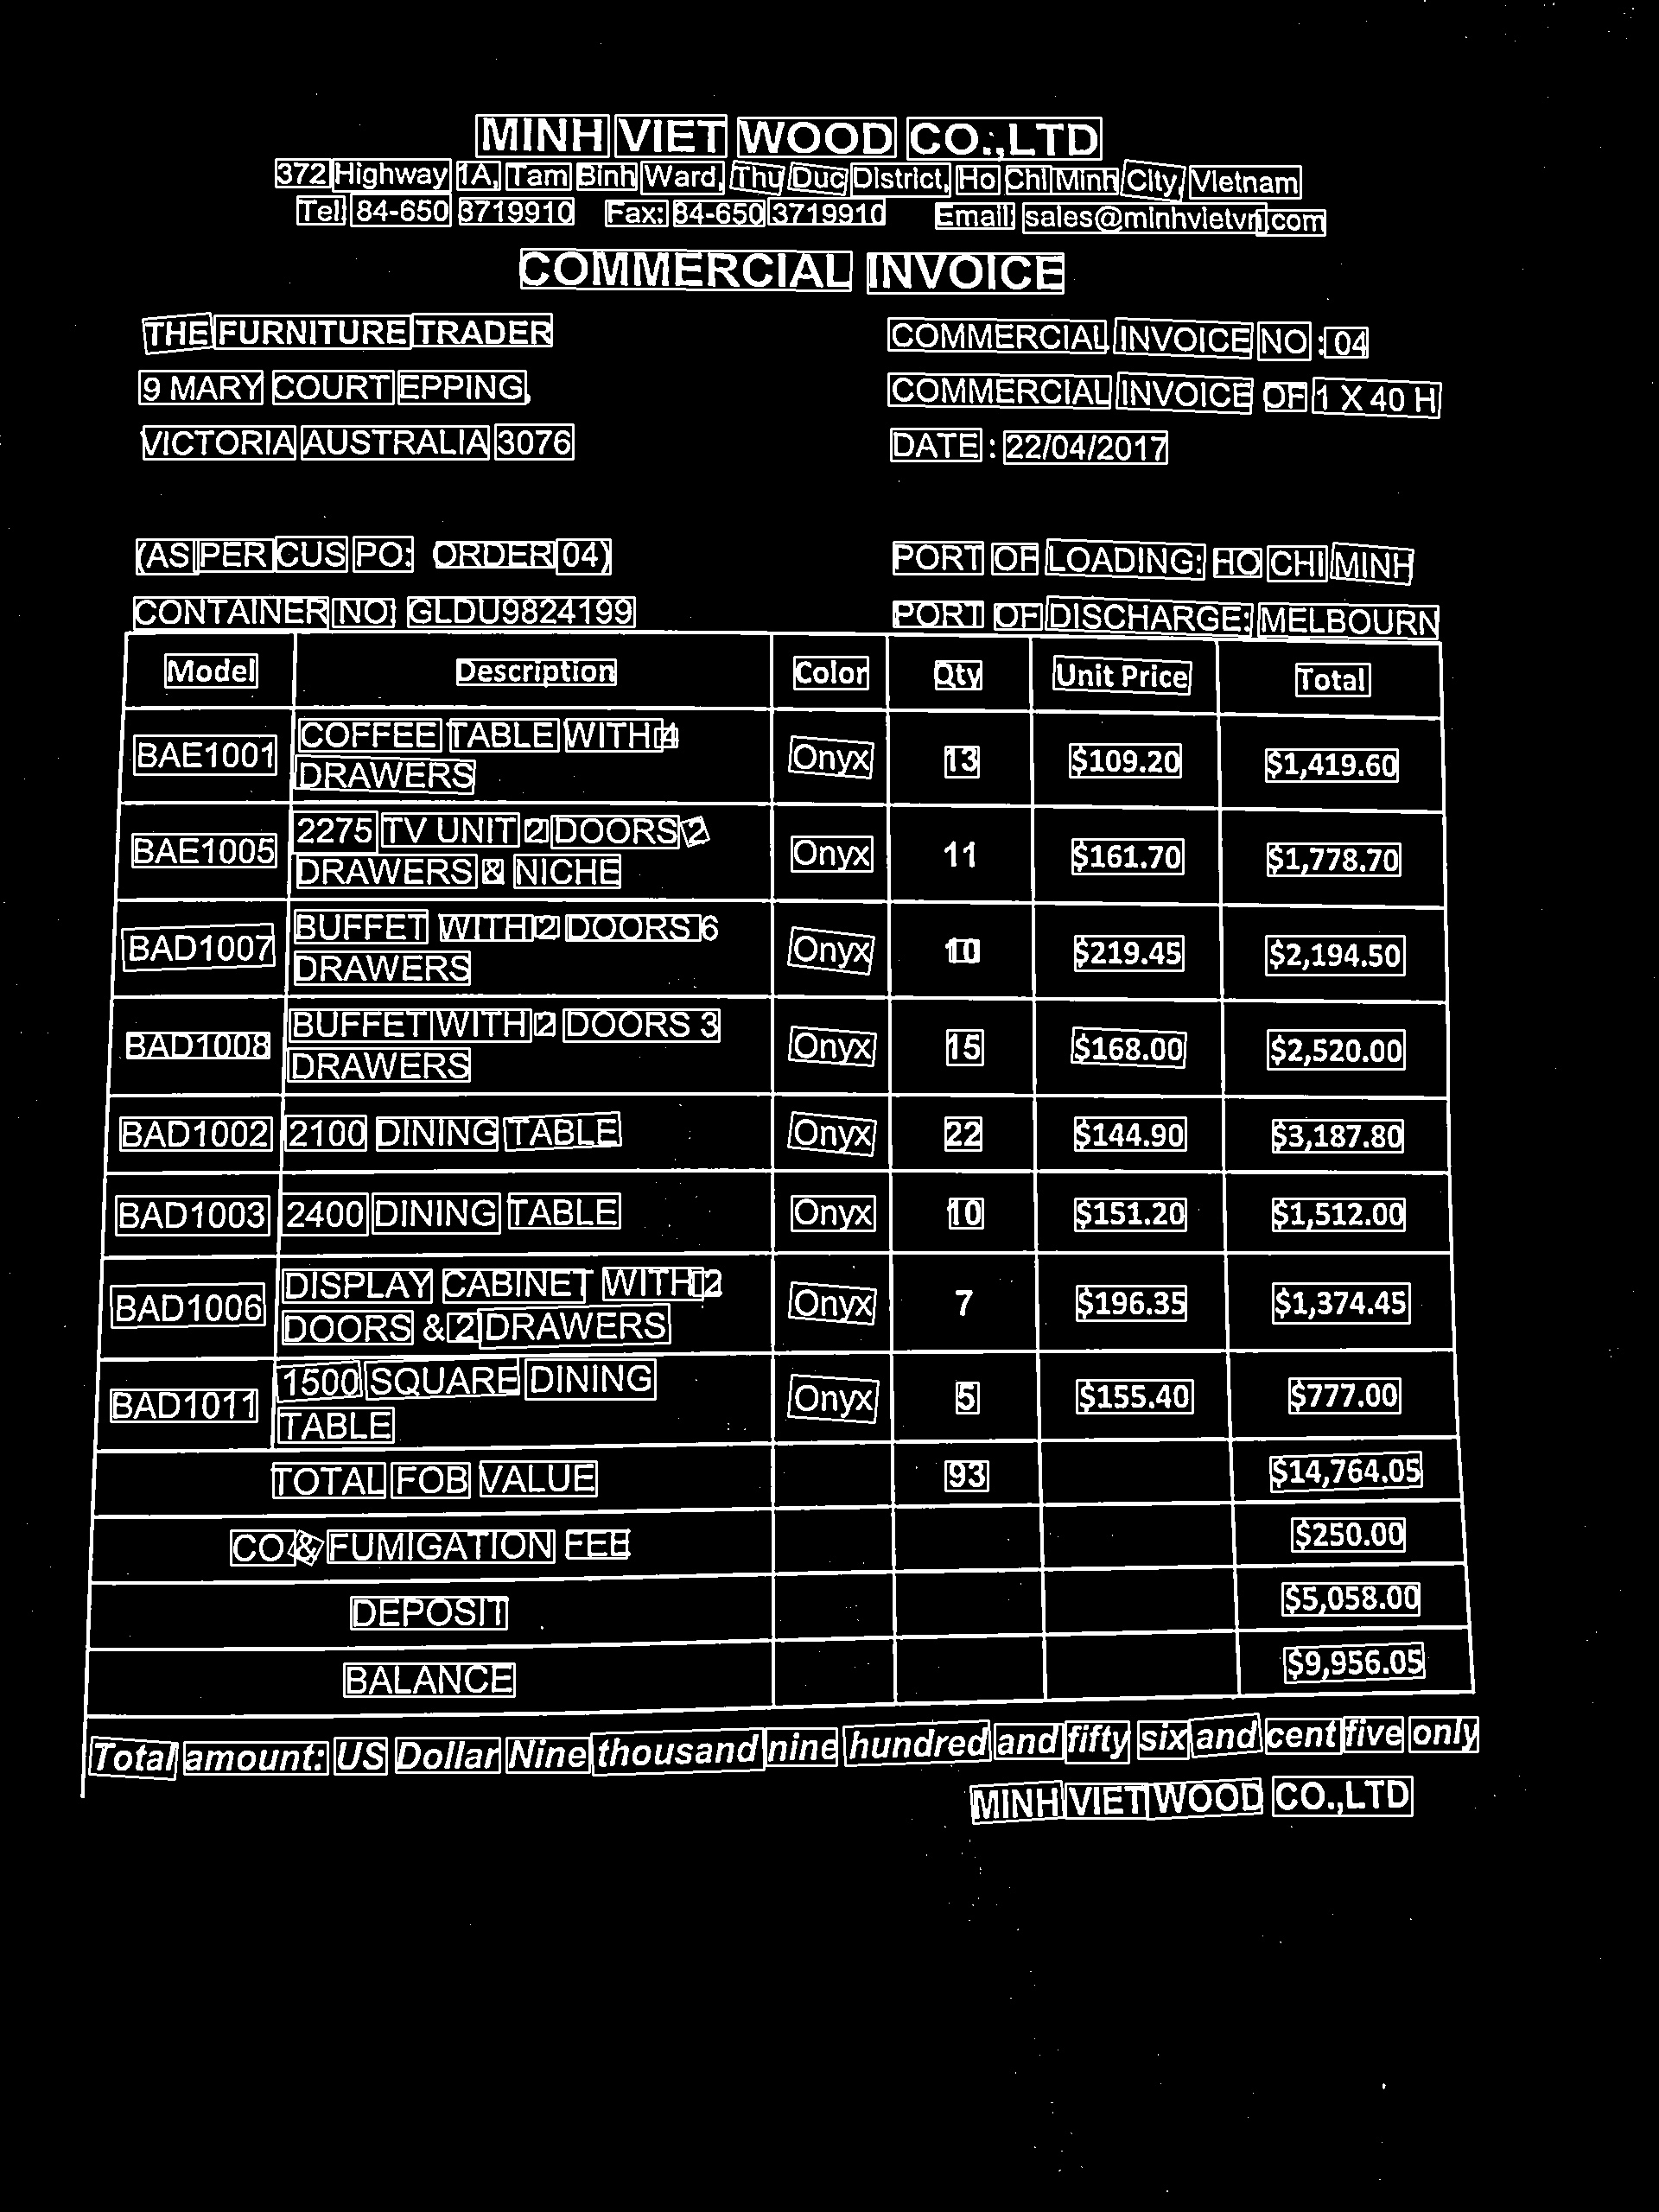 MINH VIET WOOD CO.,LTD
372 Highway 1A, Tam Binh Ward, Thu Duc District, Ho Chi Minh City, Vietnam
Tel: 84-650 3719910 Fax: 84-650 3719910 Email: sales@minhvietvn.com
COMMERCIAL INVOICE
THE FURNITURE TRADER
COMMERCIAL INVOICE NO : 04
9 MARY COURT EPPING,
COMMERCIAL INVOICE OF 1 X 40 H
VICTORIA AUSTRALIA 3076
DATE : 22/04/2017
(AS PER CUS PO: ORDER 04)
PORT OF LOADING: HO CHI MINH
CONTAINER NO: GLDU9824199
PORT OF DISCHARGE: MELBOURN
Model Description Color Qty Unit Price Total
BAE1001 COFFEE TABLE WITH 4 DRAWERS Onyx 13 $109.20 $1,419.60
BAE1005 2275 TV UNIT 2 DOORS 2 DRAWERS & NICHE Onyx 11 $161.70 $1,778.70
BAD1007 BUFFET WITH 2 DOORS 6 DRAWERS Onyx 10 $219.45 $2,194.50
BAD1008 BUFFET WITH 2 DOORS 3 DRAWERS Onyx 15 $168.00 $2,520.00
BAD1002 2100 DINING TABLE Onyx 22 $144.90 $3,187.80
BAD1003 2400 DINING TABLE Onyx 10 $151.20 $1,512.00
BAD1006 DISPLAY CABINET WITH 2 DOORS & 2 DRAWERS Onyx 7 $196.35 $1,374.45
BAD1011 1500 SQUARE DINING TABLE Onyx 5 $155.40 $777.00
TOTAL FOB VALUE 93 $14,764.05
CO & FUMIGATION FEE $250.00
DEPOSIT $5,058.00
BALANCE $9,956.05
Total amount: US Dollar Nine thousand nine hundred and fifty six and cent five only
MINH VIET WOOD CO.,LTD